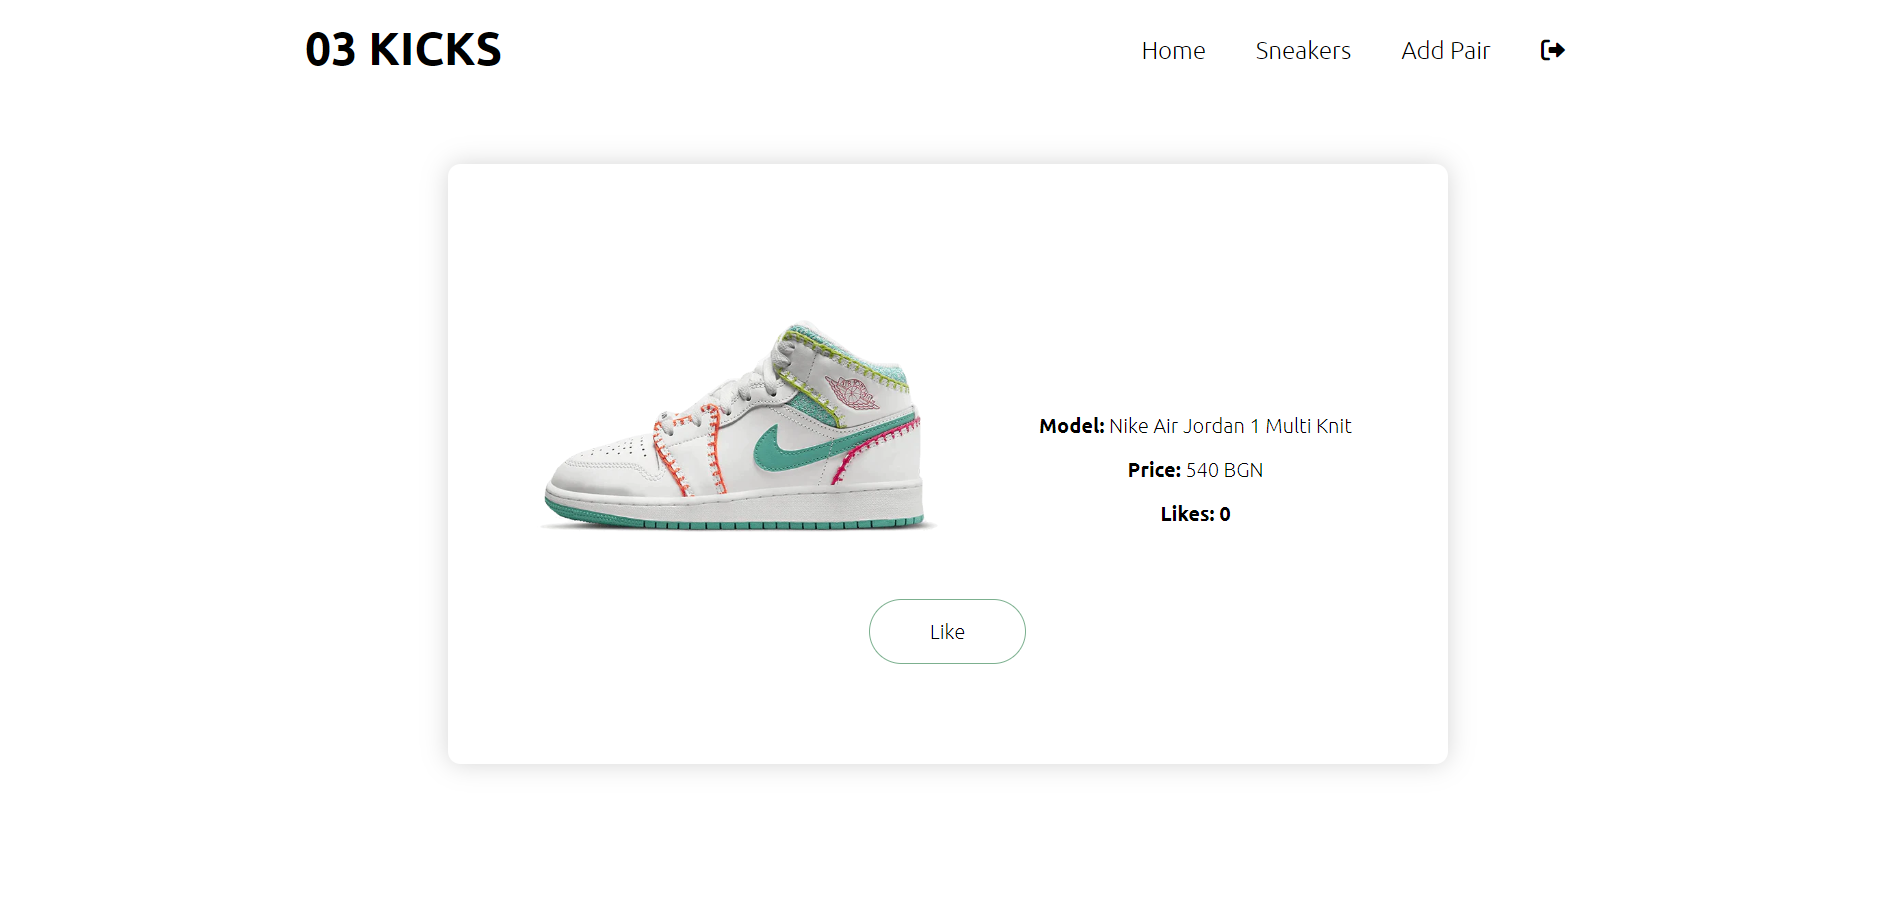 03 KICKS
Home Sneakers Add Pair
Model: Nike Air Jordan 1 Multi Knit
Price: 540 BGN
Likes: 0
Like